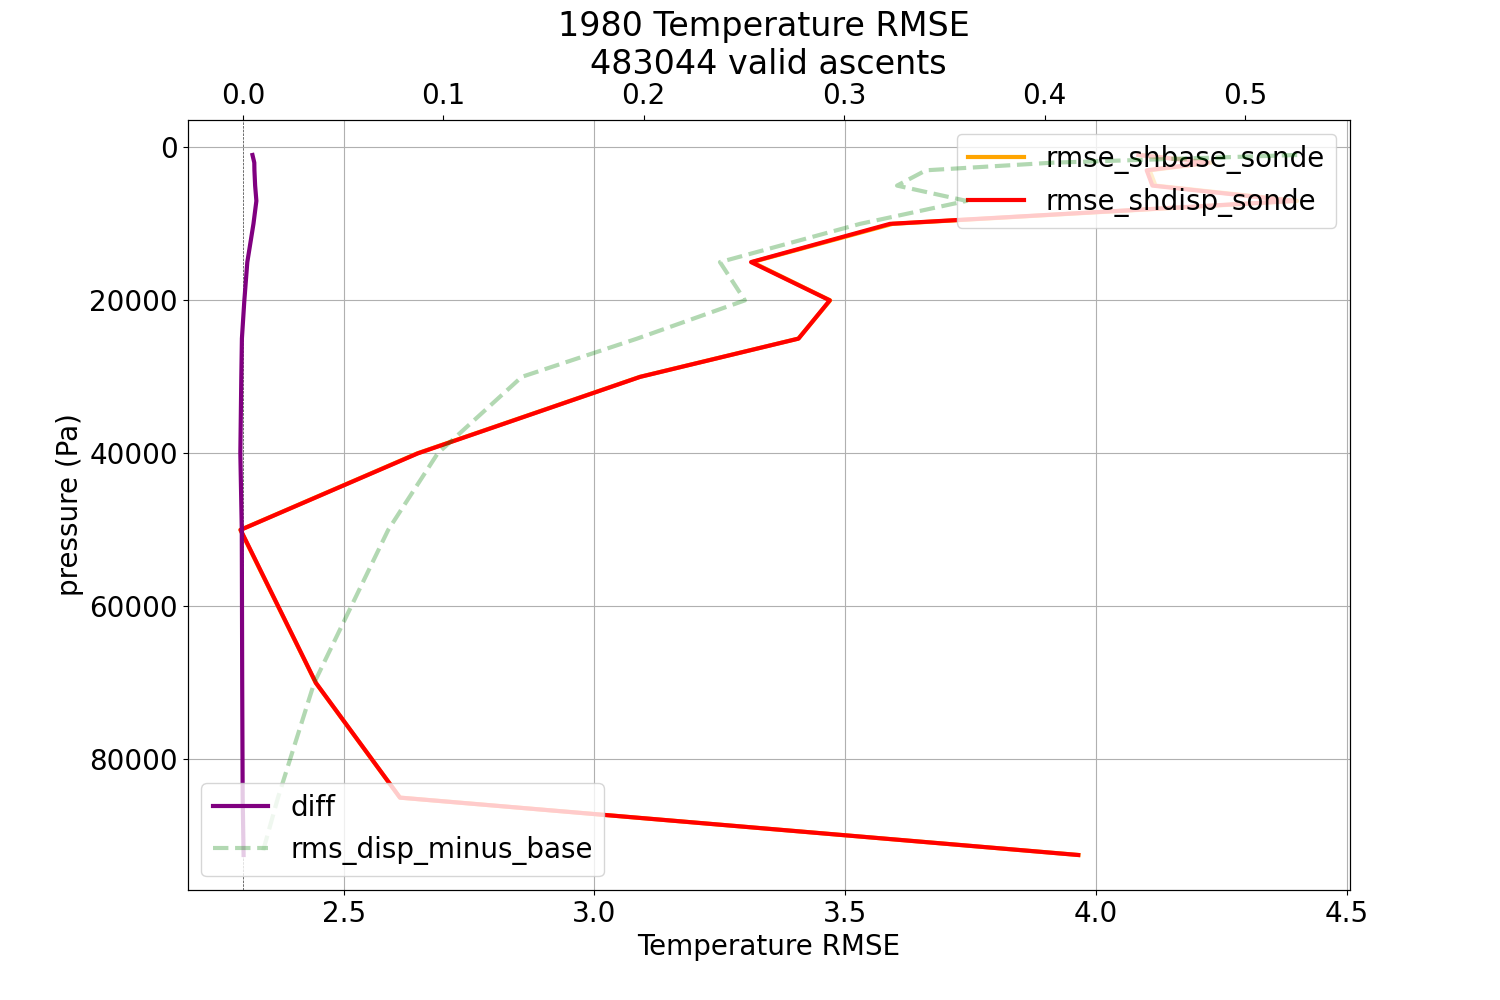 1980 Temperature RMSE
483044 valid ascents
0.0 0.1 0.2 0.3 0.4 0.5
0
20000
40000
60000
80000
pressure (Pa)
rmse_shbase_sonde
rmse_shdisp_sonde
diff
rms_disp_minus_base
2.5 3.0 3.5 4.0 4.5
Temperature RMSE